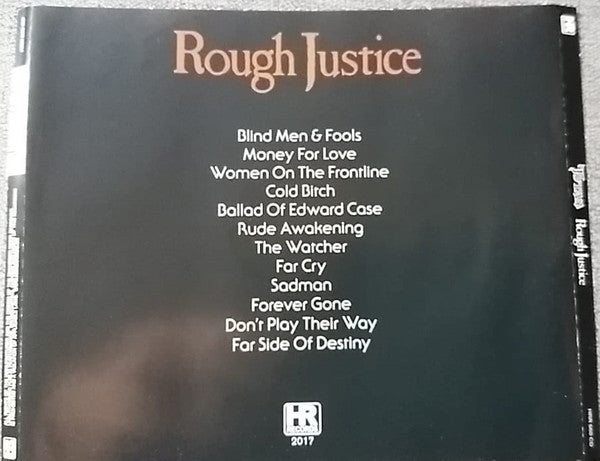 Rough Justice
Blind Men & Fools
Money For Love
Women On The Frontline
Cold Bitch
Ballad Of Edward Case
Rude Awakening
The Watcher
Far Cry
Sadman
Forever Gone
Don't Play Their Way
Far Side Of Destiny
HR
2017
Rough Justice